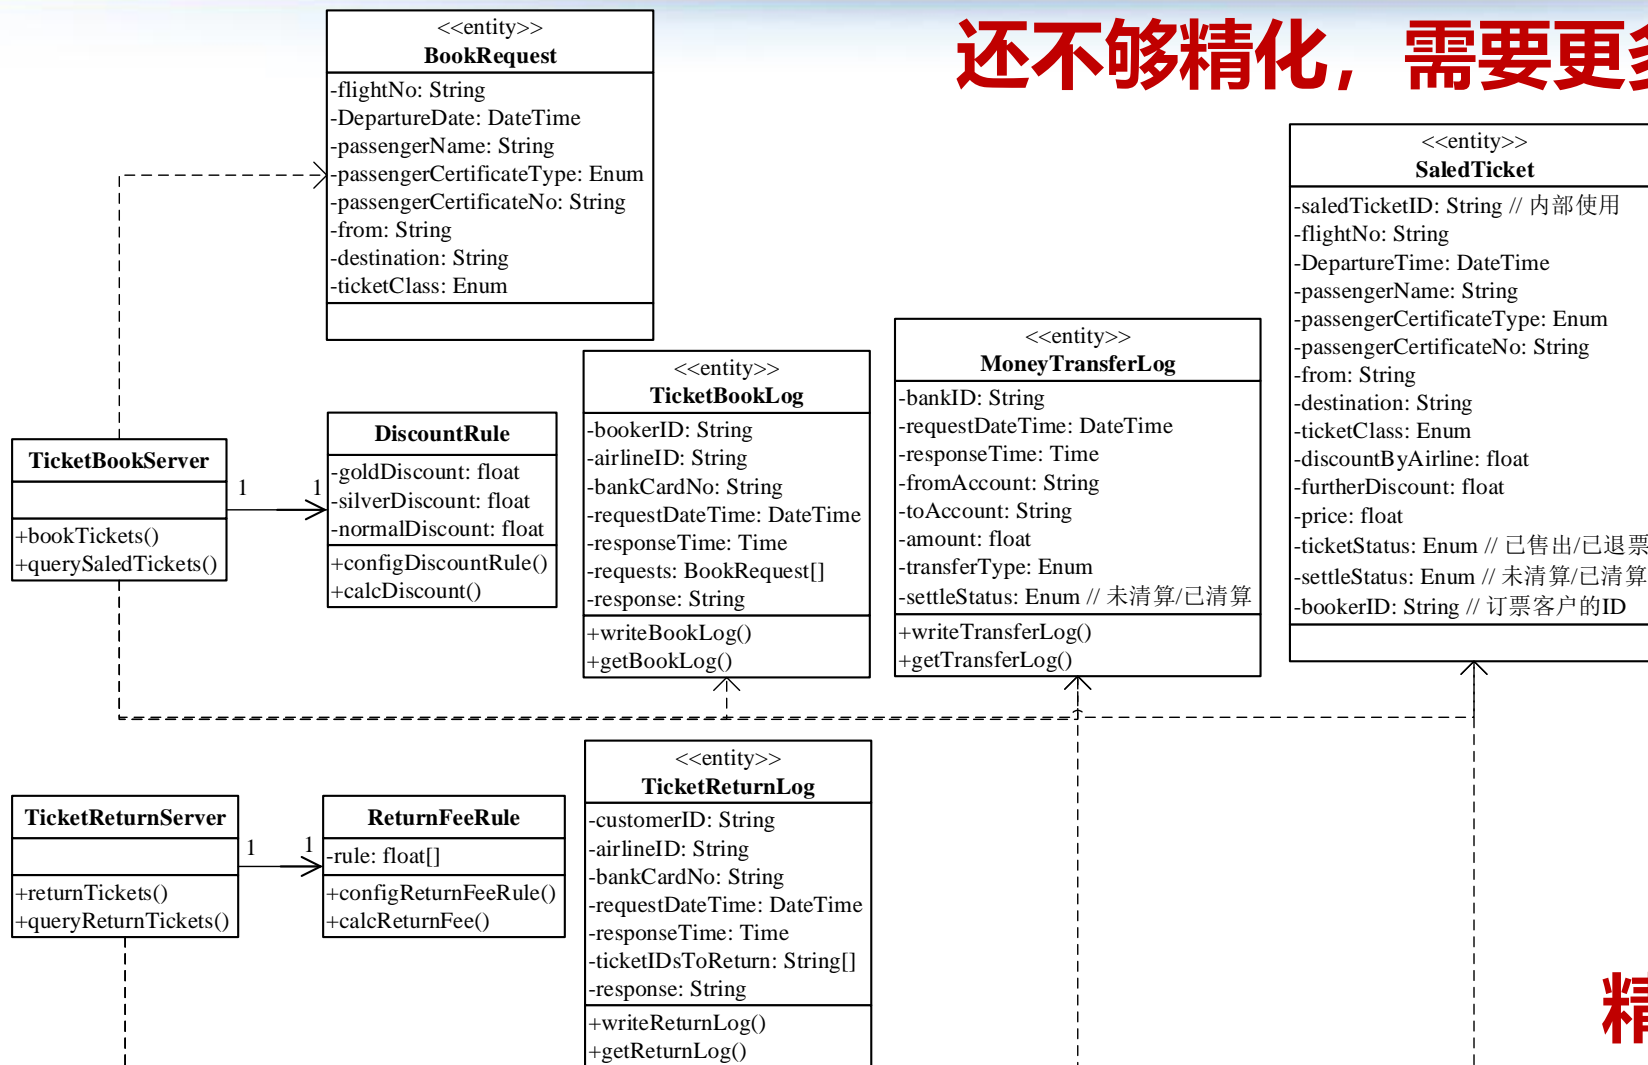 还不够精化，需要更多
<<entity>>
BookRequest
-flightNo: String
-DepartureDate: DateTime
-passengerName: String
-passengerCertificateType: Enum
-passengerCertificateNo: String
-from: String
-destination: String
-ticketClass: Enum
<<entity>>
SaledTicket
-saledTicketID: String // 内部使用
-flightNo: String
-DepartureTime: DateTime
-passengerName: String
-passengerCertificateType: Enum
-passengerCertificateNo: String
-from: String
-destination: String
-ticketClass: Enum
-discountByAirline: float
-furtherDiscount: float
-price: float
-ticketStatus: Enum // 已售出/已退票
-settleStatus: Enum // 未清算/已清算
-bookerID: String // 订票客户的ID
<<entity>>
MoneyTransferLog
-bankID: String
-requestDateTime: DateTime
-responseTime: Time
-fromAccount: String
-toAccount: String
-amount: float
-transferType: Enum
-settleStatus: Enum // 未清算/已清算
+writeTransferLog()
+getTransferLog()
<<entity>>
TicketBookLog
-bookerID: String
-airlineID: String
-bankCardNo: String
-requestDateTime: DateTime
-responseTime: Time
-requests: BookRequest[]
-response: String
+writeBookLog()
+getBookLog()
DiscountRule
-goldDiscount: float
-silverDiscount: float
-normalDiscount: float
+configDiscountRule()
+calcDiscount()
TicketBookServer
+bookTickets()
+querySaledTickets()
1
1
<<entity>>
TicketReturnLog
-customerID: String
-airlineID: String
-bankCardNo: String
-requestDateTime: DateTime
-responseTime: Time
-ticketIDsToReturn: String[]
-response: String
+writeReturnLog()
+getReturnLog()
TicketReturnServer
+returnTickets()
+queryReturnTickets()
1
1
ReturnFeeRule
-rule: float[]
+configReturnFeeRule()
+calcReturnFee()
精